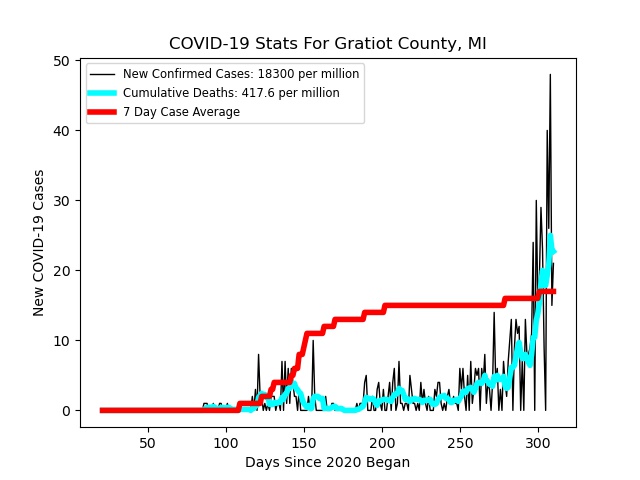 COVID-19 Stats For Gratiot County, MI
New Confirmed Cases: 18300 per million
Cumulative Deaths: 417.6 per million
7 Day Case Average
New COVID-19 Cases
50
40
30
20
10
0
50 100 150 200 250 300
Days Since 2020 Began